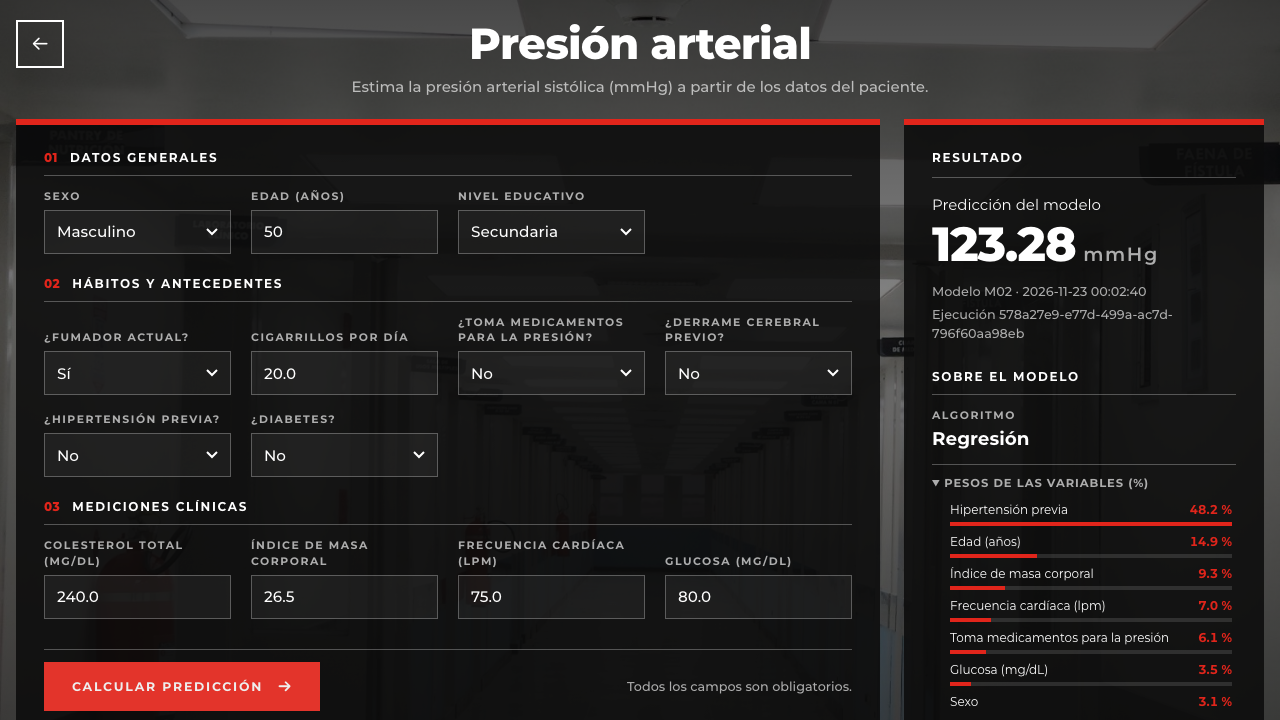 ←
Presión arterial
Estima la presión arterial sistólica (mmHg) a partir de los datos del paciente.
01 DATOS GENERALES
SEXO
Masculino
EDAD (AÑOS)
50
NIVEL EDUCATIVO
Secundaria
02 HÁBITOS Y ANTECEDENTES
¿FUMADOR ACTUAL?
Sí
CIGARRILLOS POR DÍA
20.0
¿TOMA MEDICAMENTOS
PARA LA PRESIÓN?
No
¿DERRAME CEREBRAL
PREVIO?
No
¿HIPERTENSIÓN PREVIA?
No
¿DIABETES?
No
03 MEDICIONES CLÍNICAS
COLESTEROL TOTAL
(MG/DL)
240.0
ÍNDICE DE MASA
CORPORAL
26.5
FRECUENCIA CARDÍACA
(LPM)
75.0
GLUCOSA (MG/DL)
80.0
CALCULAR PREDICCIÓN →
Todos los campos son obligatorios.
RESULTADO
Predicción del modelo
123.28 mmHg
Modelo M02 · 2026-11-23 00:02:40
Ejecución 578a27e9-e77d-499a-ac7d-
796f60aa98eb
SOBRE EL MODELO
ALGORITMO
Regresión
▼ PESOS DE LAS VARIABLES (%)
Hipertensión previa 48.2 %
Edad (años) 14.9 %
Índice de masa corporal 9.3 %
Frecuencia cardíaca (lpm) 7.0 %
Toma medicamentos para la presión 6.1 %
Glucosa (mg/dL) 3.5 %
Sexo 3.1 %
FAENA DE
FISTULA
PANTRY DE